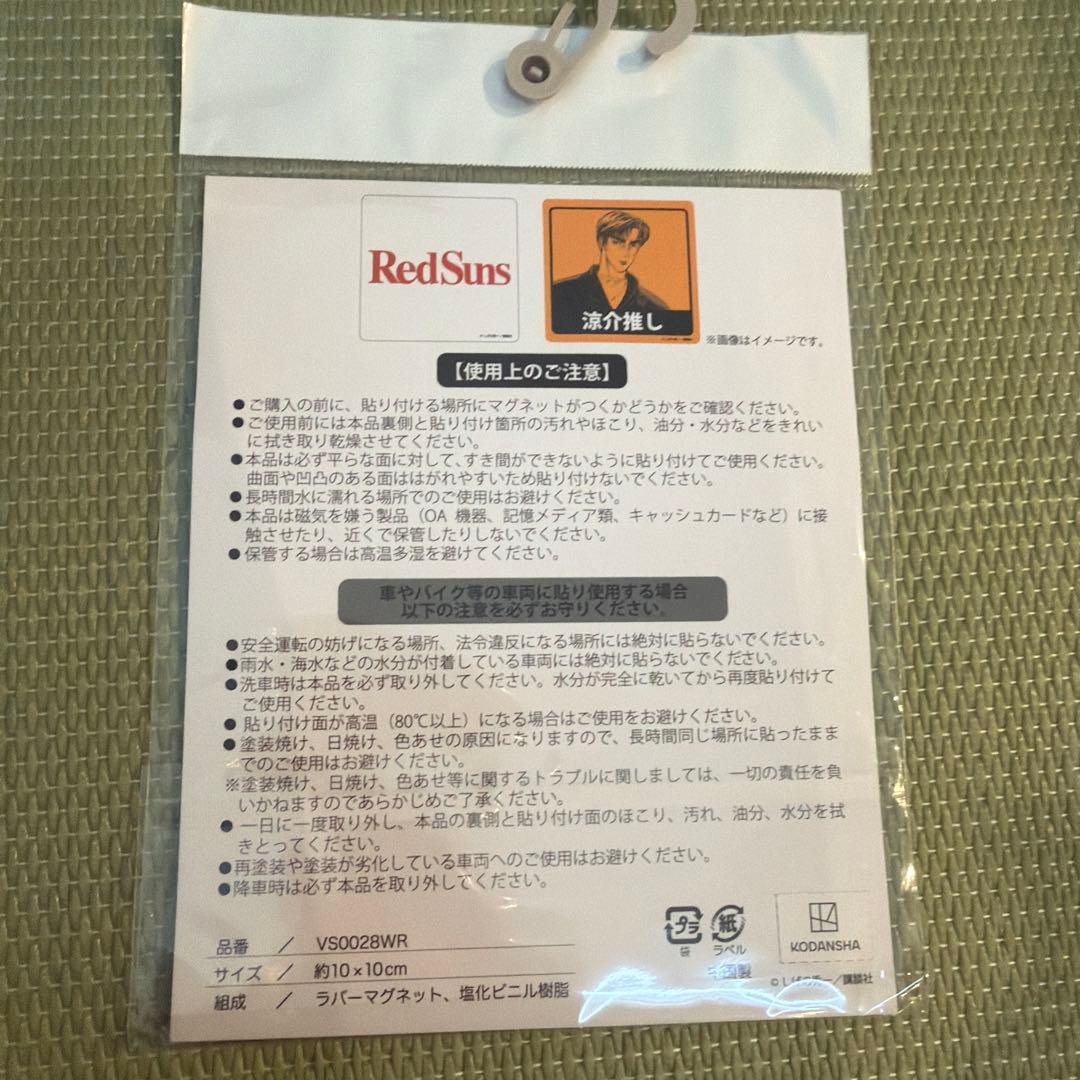 RedSuns
涼介推し
※画像はイメージです。
【使用上のご注意】
●ご購入の前に、貼り付ける場所にマグネットがつくかどうかをご確認ください。
●ご使用前には本品裏側と貼り付け箇所の汚れやほこり、油分・水分などをきれい
に拭き取り乾燥させてください。
●本品は必ず平らな面に対して、すき間ができないように貼り付けてご使用ください。
曲面や凹凸のある面ははがれやすいため貼り付けないでください。
●長時間水に濡れる場所でのご使用はお避けください。
●本品は磁気を嫌う製品（OA 機器、記憶メディア類、キャッシュカードなど）に接
触させたり、近くで保管したりしないでください。
●保管する場合は高温多湿を避けてください。
車やバイク等の車両に貼り使用する場合
以下の注意を必ずお守りください。
●安全運転の妨げになる場所、法令違反になる場所には絶対に貼らないでください。
●雨水・海水などの水分が付着している車両には絶対に貼らないでください。
●洗車時は本品を必ず取り外してください。水分が完全に乾いてから再度貼り付けて
ご使用ください。
●貼り付け面が高温（80℃以上）になる場合はご使用をお避けください。
●塗装焼け、日焼け、色あせの原因になりますので、長時間同じ場所に貼ったまま
でのご使用はお避けください。
※塗装焼け、日焼け、色あせ等に関するトラブルに関しましては、一切の責任を負
いかねますのであらかじめご了承ください。
●一日に一度取り外し、本品の裏側と貼り付け面のほこり、汚れ、油分、水分を拭
きとってください。
●再塗装や塗装が劣化している車両へのご使用はお避けください。
●降車時は必ず本品を取り外してください。
品番 ／ VS0028WR
サイズ ／ 約10×10cm
組成 ／ ラバーマグネット、塩化ビニル樹脂
プラ
袋
紙
ラベル
中国製
KODANSHA
／講談社